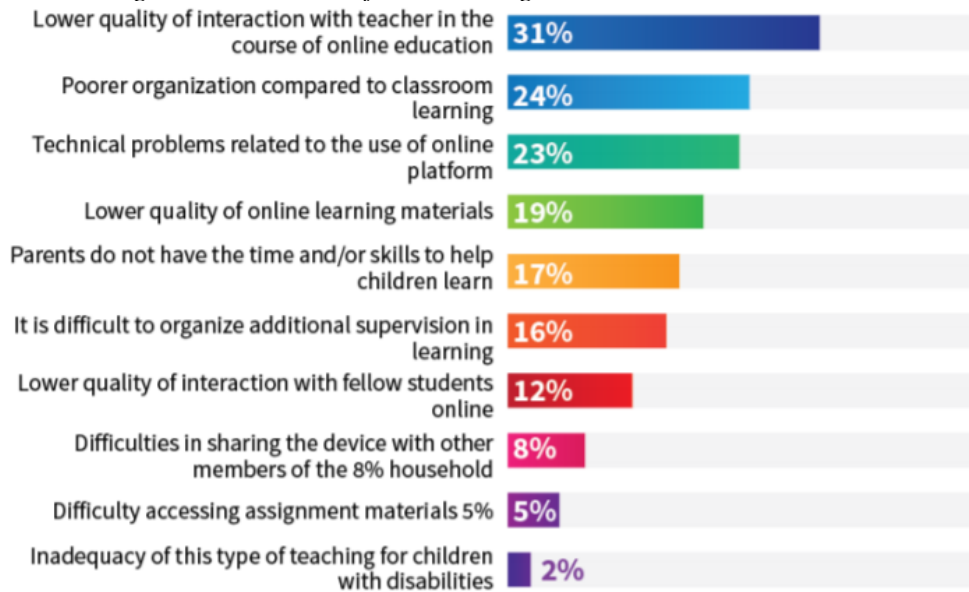 Lower quality of interaction with teacher in the
course of online education
31%
Poorer organization compared to classroom
learning
24%
Technical problems related to the use of online
platform
23%
Lower quality of online learning materials
19%
Parents do not have the time and/or skills to help
children learn
17%
It is difficult to organize additional supervision in
learning
16%
Lower quality of interaction with fellow students
online
12%
Difficulties in sharing the device with other
members of the 8% household
8%
Difficulty accessing assignment materials 5%
5%
Inadequacy of this type of teaching for children
with disabilities
2%